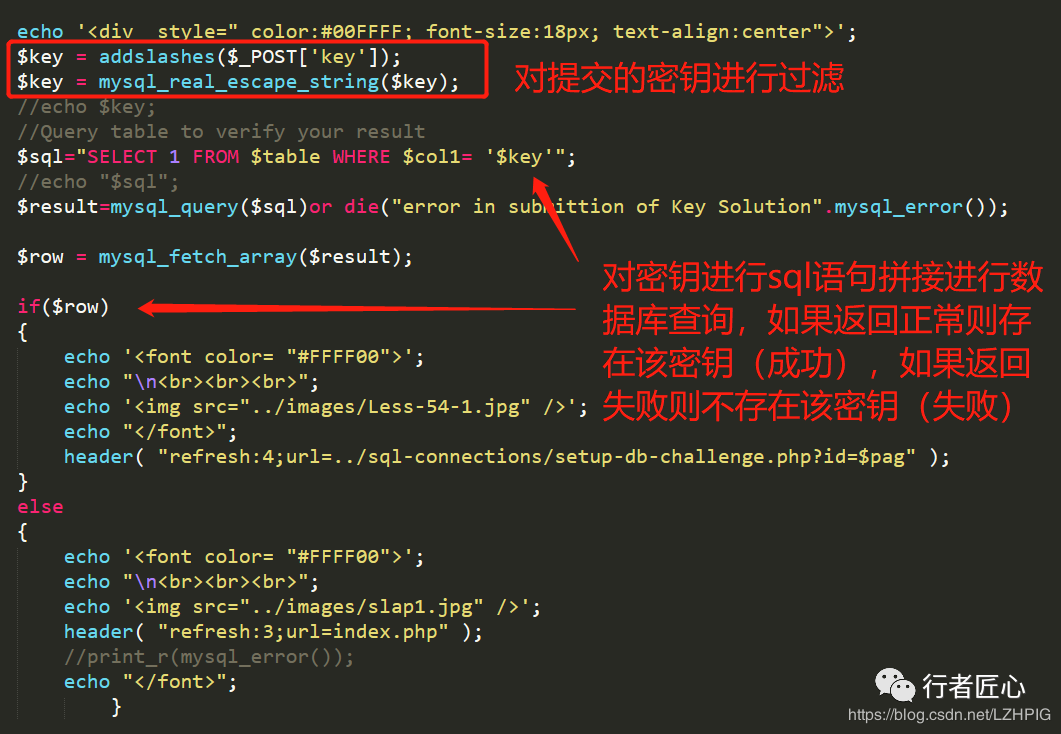 echo '<div  style=" color:#00FFFF; font-size:18px; text-align:center">';
$key = addslashes($_POST['key']);
$key = mysql_real_escape_string($key);
对提交的密钥进行过滤
//echo $key;
//Query table to verify your result
$sql="SELECT 1 FROM $table WHERE $col1= '$key'";
//echo "$sql";
$result=mysql_query($sql)or die("error in submittion of Key Solution".mysql_error());
$row = mysql_fetch_array($result);
对密钥进行sql语句拼接进行数
据库查询，如果返回正常则存
在该密钥（成功），如果返回
失败则不存在该密钥（失败）
if($row)
{
echo '<font color= "#FFFF00">';
echo "\n<br><br><br>";
echo '<img src="../images/Less-54-1.jpg" />';
echo "</font>";
header( "refresh:4;url=../sql-connections/setup-db-challenge.php?id=$pag" );
}
else
{
echo '<font color= "#FFFF00">';
echo "\n<br><br><br>";
echo '<img src="../images/slap1.jpg" />';
header( "refresh:3;url=index.php" );
//print_r(mysql_error());
echo "</font>";
}
行者匠心
https://blog.csdn.net/LZHPIG